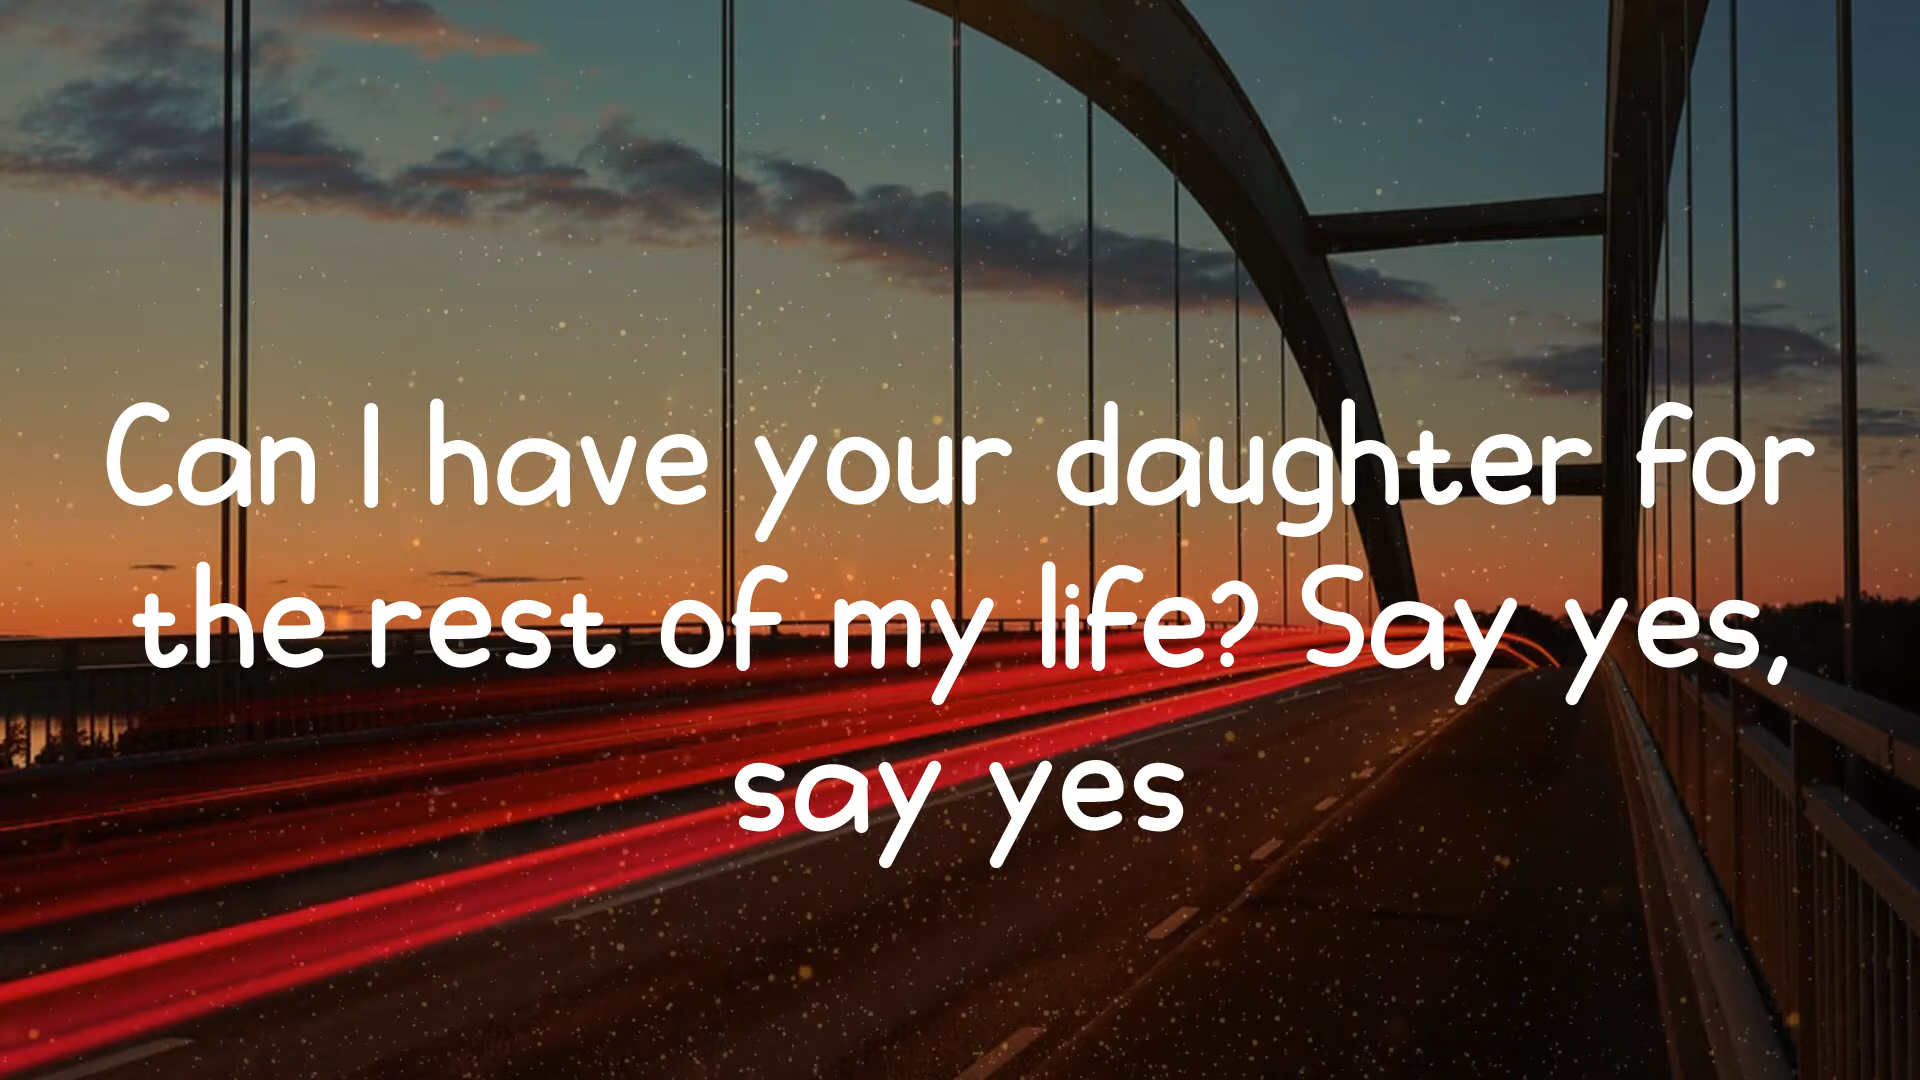 Can I have your daughter for
the rest of my life? Say yes,
say yes